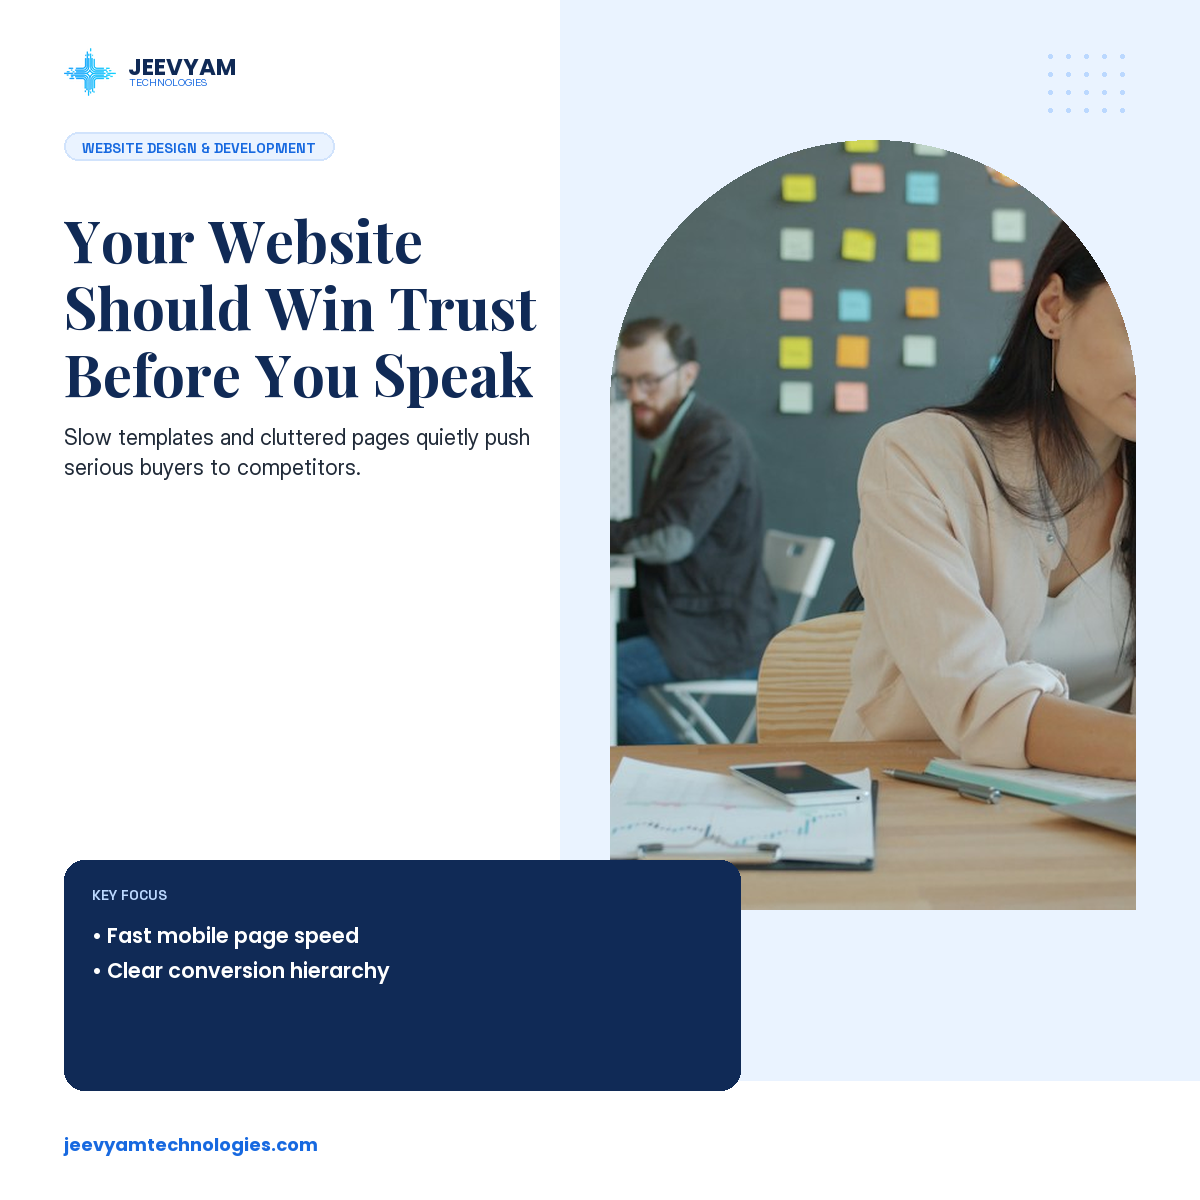 JEEVYAM
TECHNOLOGIES
WEBSITE DESIGN & DEVELOPMENT
Your Website
Should Win Trust
Before You Speak
Slow templates and cluttered pages quietly push
serious buyers to competitors.
KEY FOCUS
• Fast mobile page speed
• Clear conversion hierarchy
jeevyamtechnologies.com